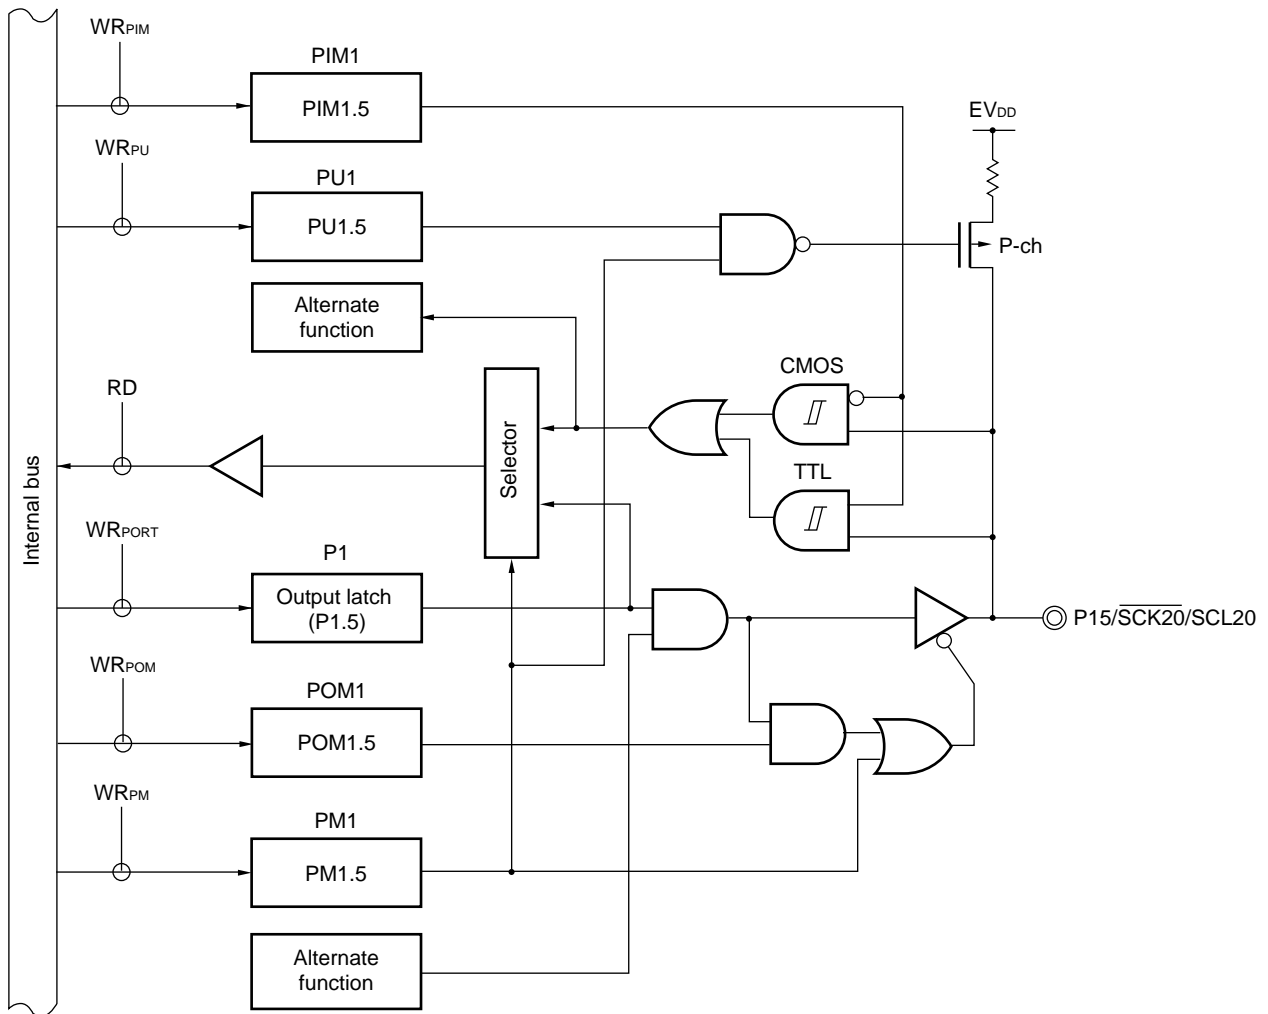 WRPIM
PIM1
PIM1.5
EVDD
WRPU
PU1
PU1.5
P-ch
Alternate
function
CMOS
RD
Selector
TTL
Internal bus
WRPORT
P1
Output latch
(P1.5)
P15/SCK20/SCL20
WRPOM
POM1
POM1.5
WRPM
PM1
PM1.5
Alternate
function